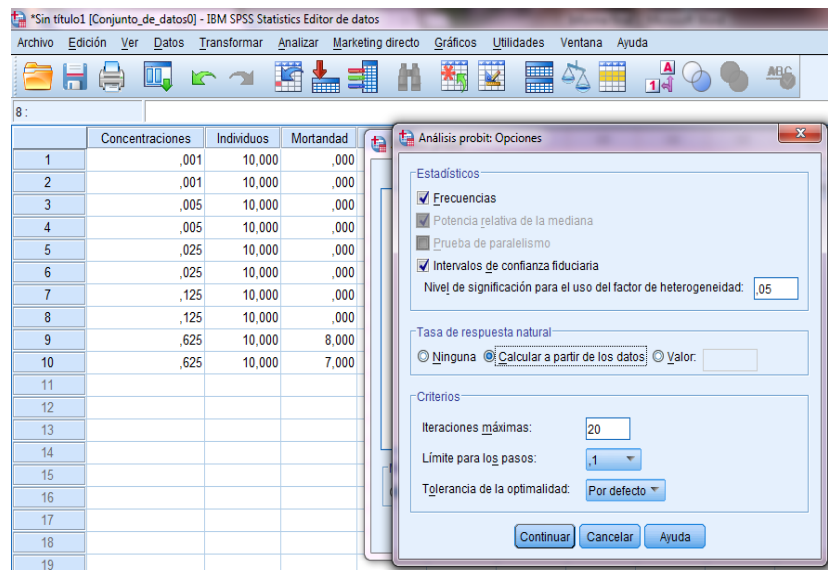 *Sin título1 [Conjunto_de_datos0] - IBM SPSS Statistics Editor de datos
Archivo Edición Ver Datos Transformar Analizar Marketing directo Gráficos Utilidades Ventana Ayuda
8 :
Concentraciones Individuos Mortandad
1 ,001 10,000 ,000
2 ,001 10,000 ,000
3 ,005 10,000 ,000
4 ,005 10,000 ,000
5 ,025 10,000 ,000
6 ,025 10,000 ,000
7 ,125 10,000 ,000
8 ,125 10,000 ,000
9 ,625 10,000 8,000
10 ,625 10,000 7,000
11
12
13
14
15
16
17
18
19
Análisis probit: Opciones
Estadísticos
Frecuencias
Potencia relativa de la mediana
Prueba de paralelismo
Intervalos de confianza fiduciaria
Nivel de significación para el uso del factor de heterogeneidad: ,05
Tasa de respuesta natural
Ninguna Calcular a partir de los datos Valor:
Criterios
Iteraciones máximas: 20
Límite para los pasos: ,1
Tolerancia de la optimalidad: Por defecto
Continuar Cancelar Ayuda